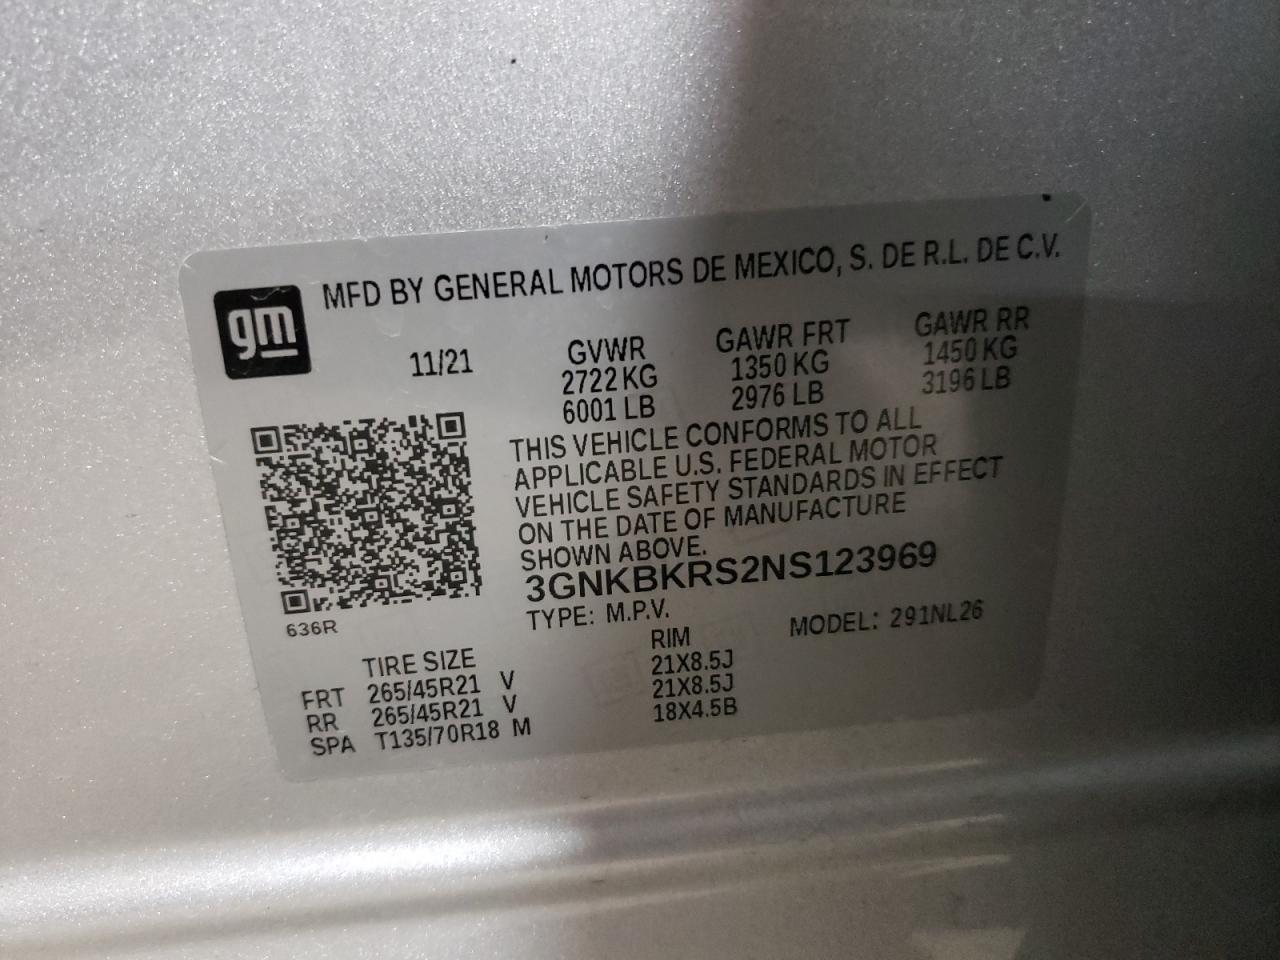 MFD BY GENERAL MOTORS DE MEXICO, S. DE R.L. DE C.V.
gm
11/21
GVWR GAWR FRT GAWR RR
2722 KG 1350 KG 1450 KG
6001 LB 2976 LB 3196 LB
THIS VEHICLE CONFORMS TO ALL
APPLICABLE U.S. FEDERAL MOTOR
VEHICLE SAFETY STANDARDS IN EFFECT
ON THE DATE OF MANUFACTURE
SHOWN ABOVE.
3GNKBKRS2NS123969
TYPE: M.P.V. MODEL: 291NL26
636R
TIRE SIZE RIM
FRT 265/45R21 V 21X8.5J
RR 265/45R21 V 21X8.5J
SPA T135/70R18 M 18X4.5B